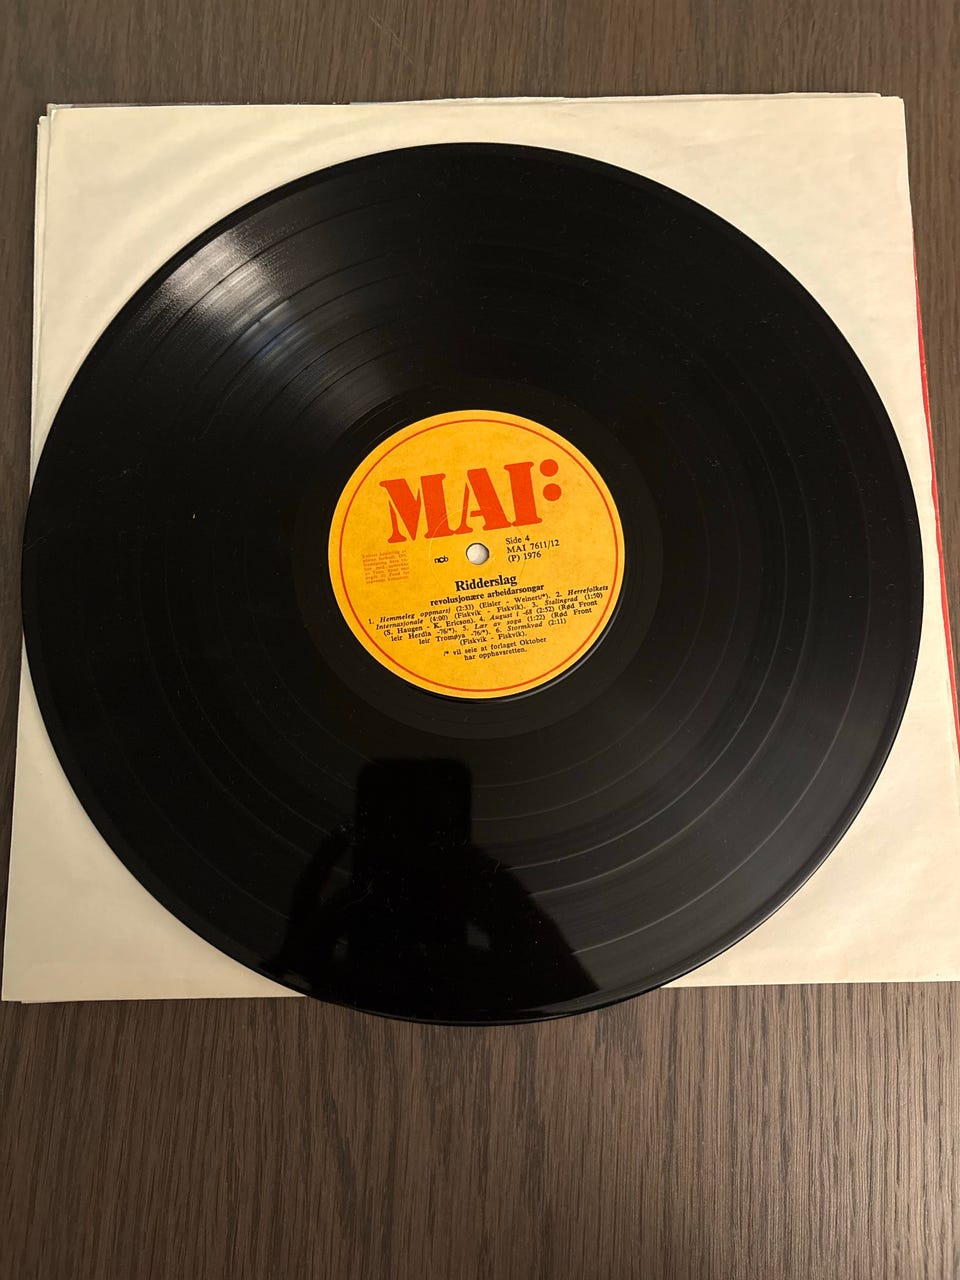 MAI:
Side 4
MAI 7611/12
(P) 1976
ncb
Ridderslag
revolusjonære arbeidarsongar
1. Hemmeleg oppmarsj (2:33) (Eisler - Weinert/*). 2. Herrefolkets
Internasjonale (4:00) (Fiskvik - Fiskvik). 3. Stalingrad (1:50)
(S. Haugen - K. Ericson). 4. August i -68 (2:52) (Rød Front
leir Herdla -76/*). 5. Lær av soga (1:22) (Rød Front
leir Tromøya -76/*). 6. Stormkvad (2:11)
(Fiskvik - Fiskvik).
/* vil seie at forlaget Oktober
har opphavsretten.